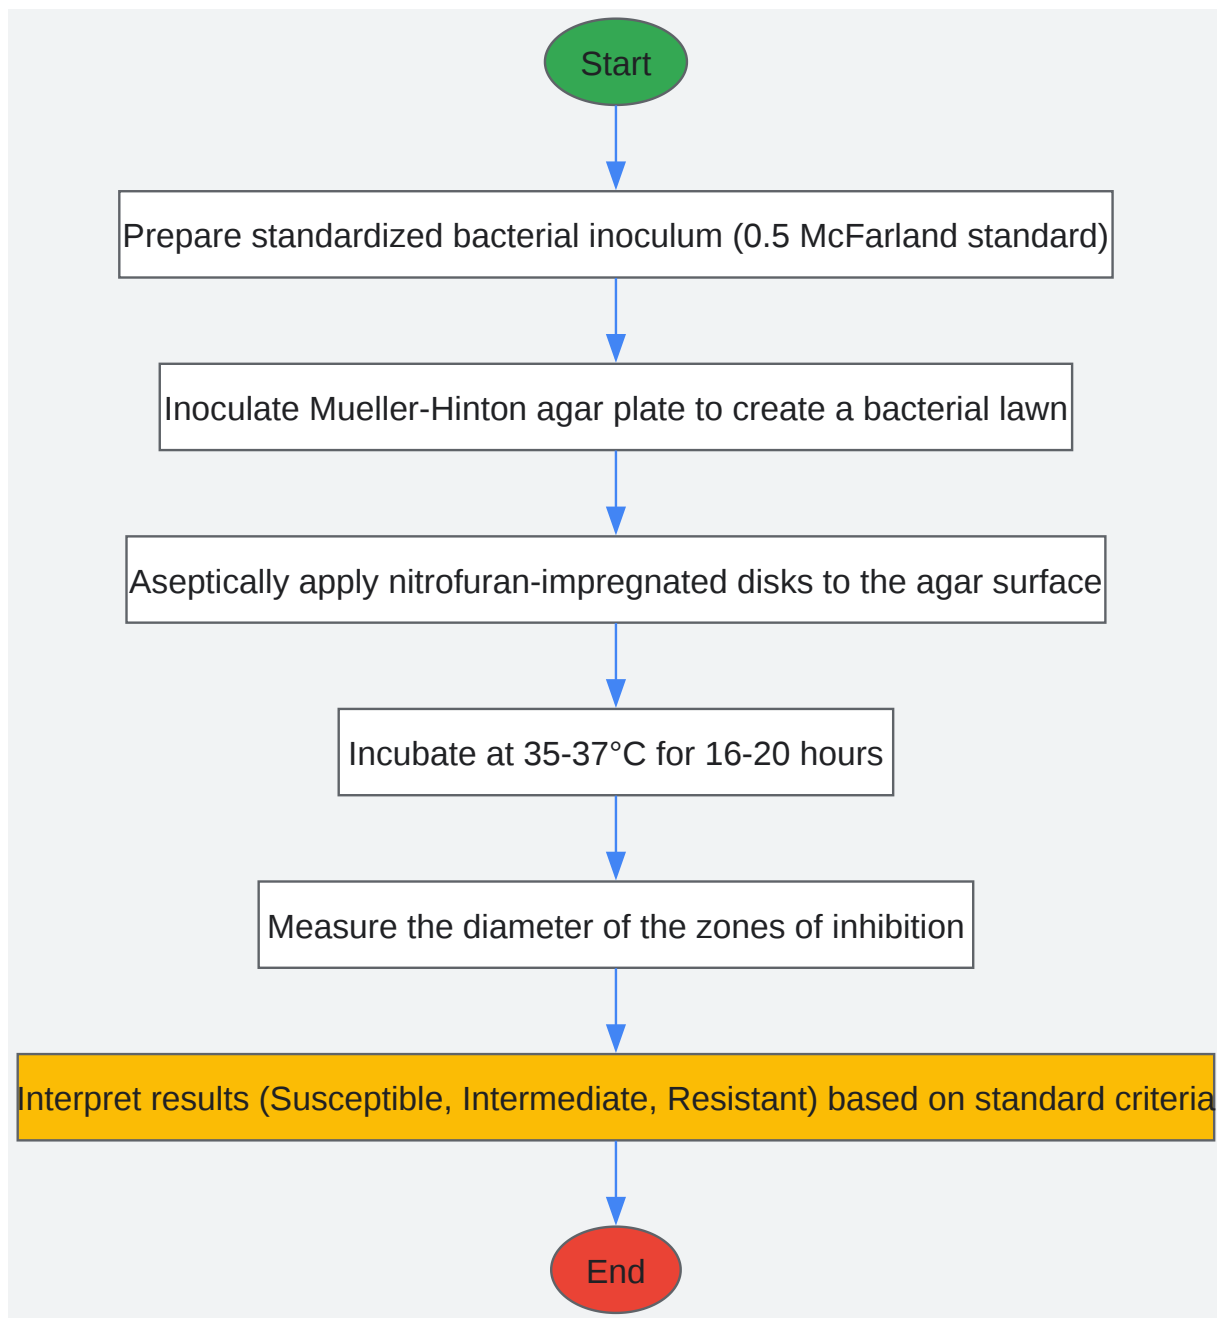 Start
Prepare standardized bacterial inoculum (0.5 McFarland standard)
Inoculate Mueller-Hinton agar plate to create a bacterial lawn
Aseptically apply nitrofuran-impregnated disks to the agar surface
Incubate at 35-37°C for 16-20 hours
Measure the diameter of the zones of inhibition
Interpret results (Susceptible, Intermediate, Resistant) based on standard criteria
End